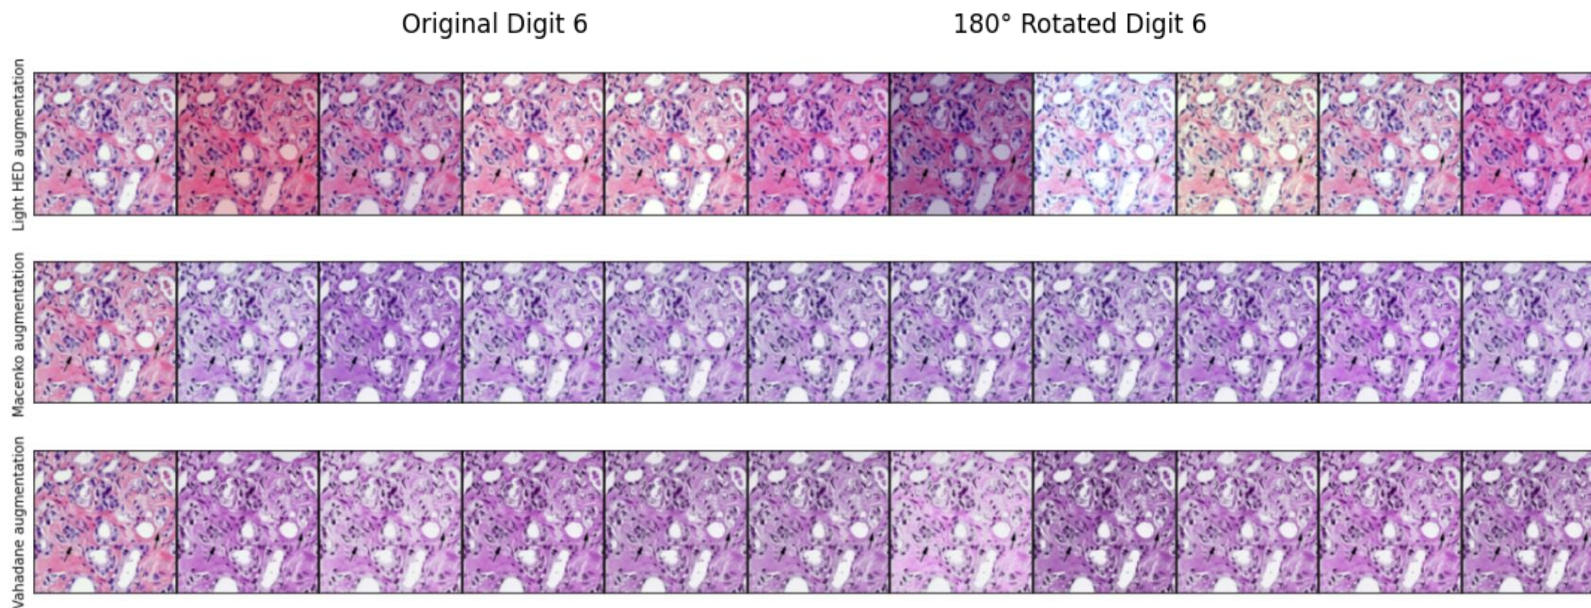 Original Digit 6
180° Rotated Digit 6
Light HED augmentation
Macenko augmentation
Vahadane augmentation